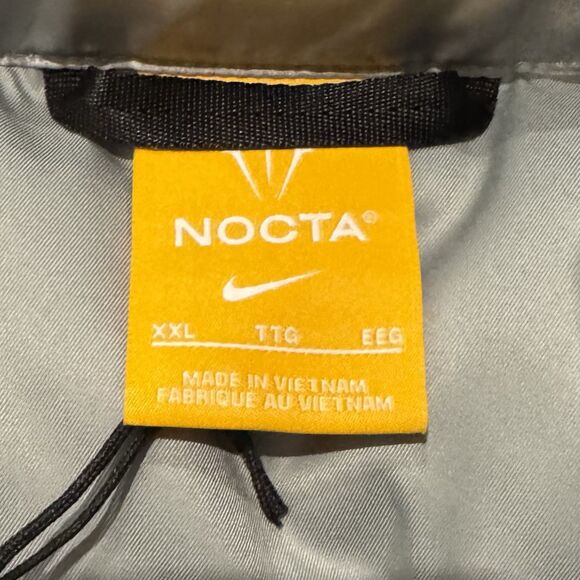 NOCTA®
XXL TTG EEG
MADE IN VIETNAM
FABRIQUE AU VIETNAM